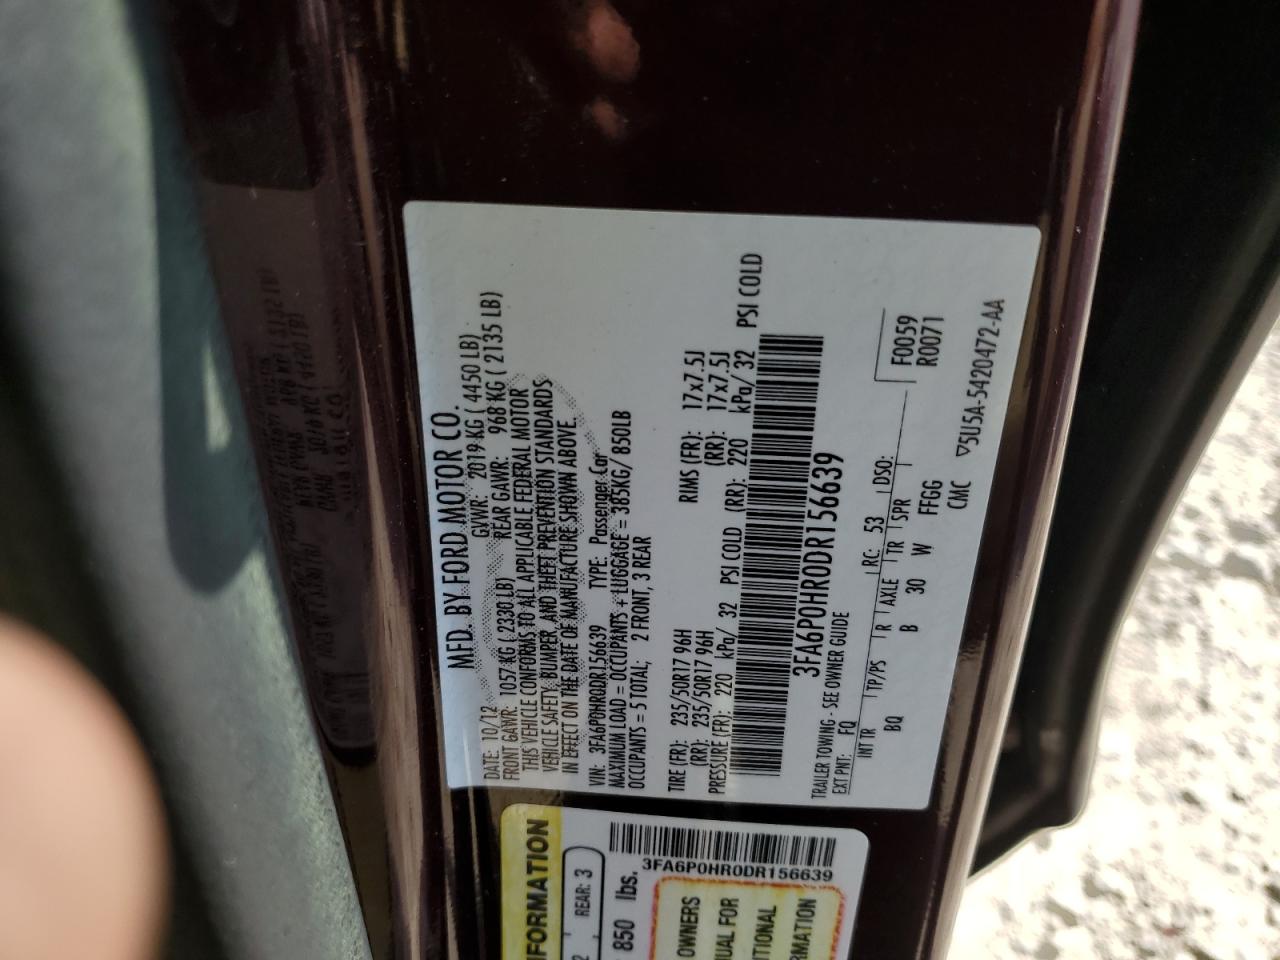 MFD. BY FORD MOTOR CO.
DATE: 10/12 GVWR: 2019 KG ( 4450 LB)
FRONT GAWR: 1057 KG ( 2330 LB) REAR GAWR: 968 KG ( 2135 LB)
THIS VEHICLE CONFORMS TO ALL APPLICABLE FEDERAL MOTOR
VEHICLE SAFETY, BUMPER, AND THEFT PREVENTION STANDARDS
IN EFFECT ON THE DATE OF MANUFACTURE SHOWN ABOVE.
VIN: 3FA6P0HR0DR156639 TYPE: Passenger Car
MAXIMUM LOAD = OCCUPANTS + LUGGAGE = 385KG/ 850LB
OCCUPANTS = 5 TOTAL; 2 FRONT, 3 REAR
TIRE (FR): 235/50R17 96H RIMS (FR): 17x7.5J
(RR): 235/50R17 96H (RR): 17x7.5J
PRESSURE (FR): 220 kPa/ 32 PSI COLD (RR): 220 kPa/ 32 PSI COLD
3FA6P0HR0DR156639
TRAILER TOWING - SEE OWNER GUIDE F0059
EXT PNT: FQ RC: 53 DSO: R0071
INT TR TP/PS R AXLE TR SPR
BQ B 30 W FFGG
CMC
▽5U5A-5420472-AA
FORMATION
REAR: 3
850 lbs.
3FA6P0HR0DR156639
OWNERS
UAL FOR
ITIONAL
RMATION